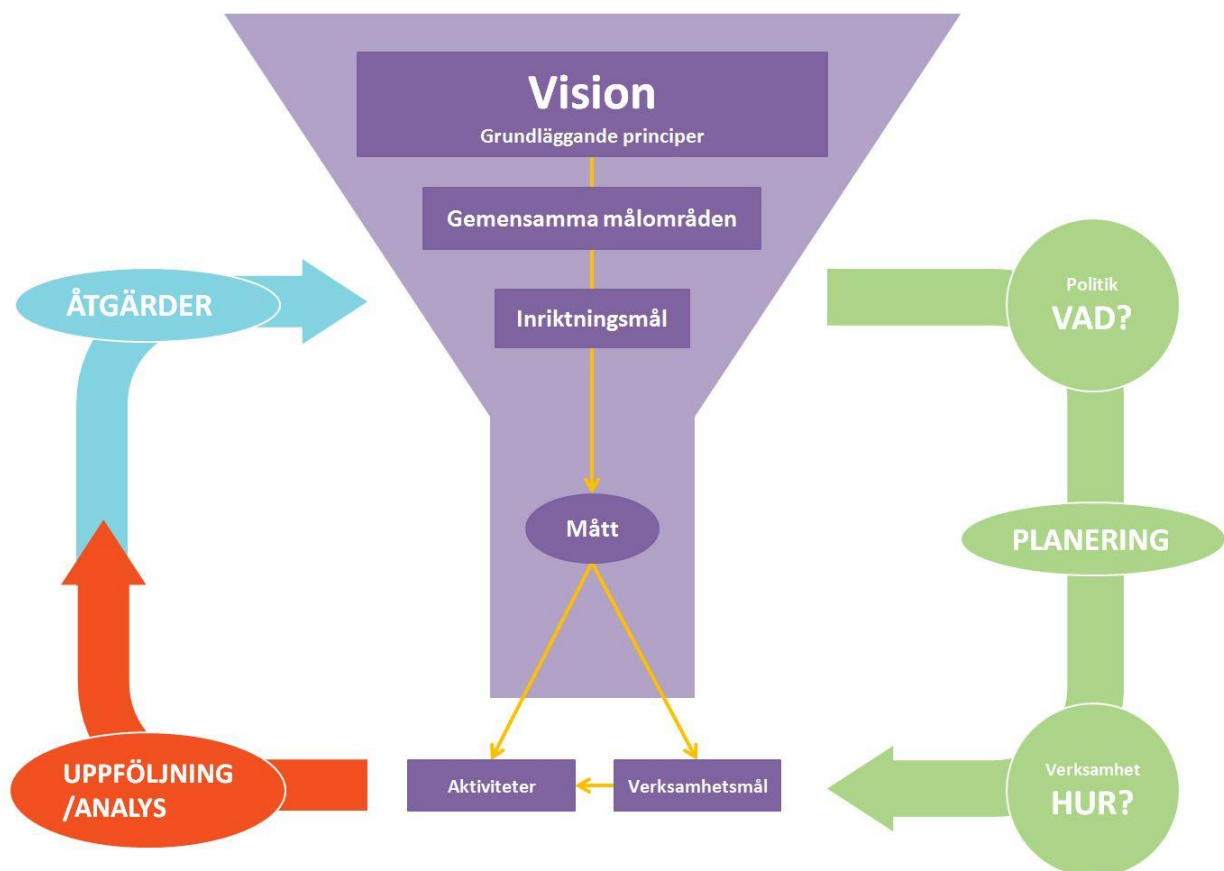 Vision
Grundläggande principer
Gemensamma målområden
Inriktningsmål
Mått
Aktiviteter
Verksamhetsmål
Politik
VAD?
PLANERING
Verksamhet
HUR?
UPPFÖLJNING
/ANALYS
ÅTGÄRDER